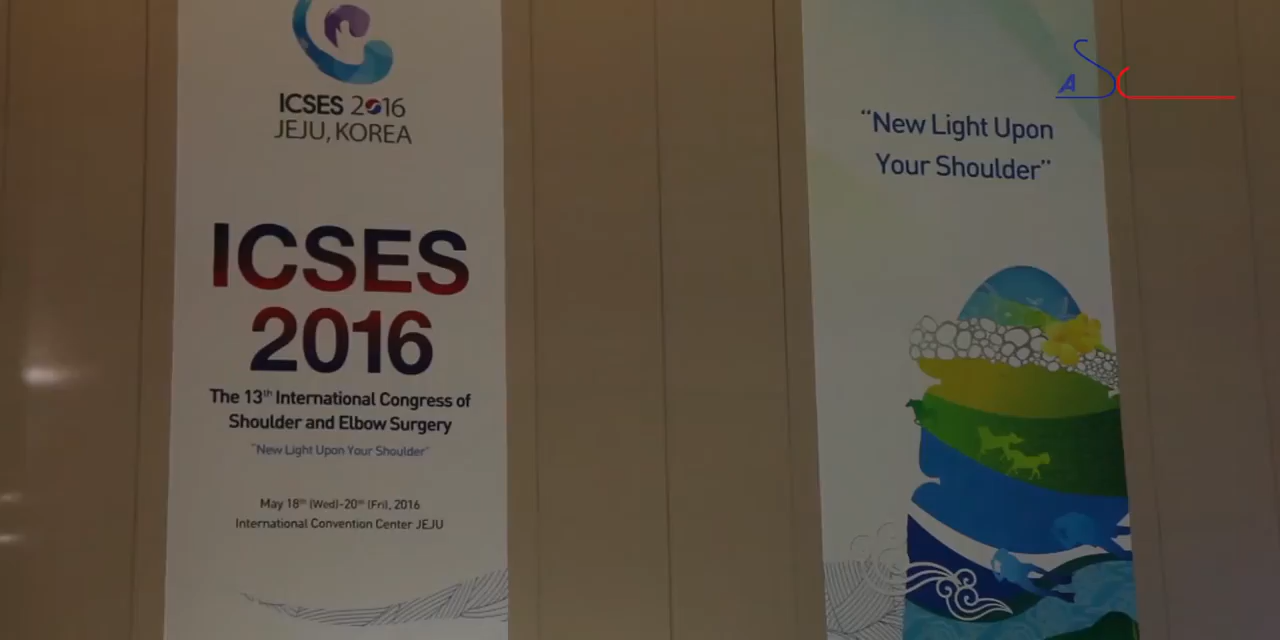 ICSES 2016
JEJU, KOREA
ICSES
2016
The 13th International Congress of
Shoulder and Elbow Surgery
"New Light Upon Your Shoulder"
May 18th (Wed)-20th (Fri), 2016
International Convention Center JEJU
"New Light Upon
Your Shoulder"
ASC